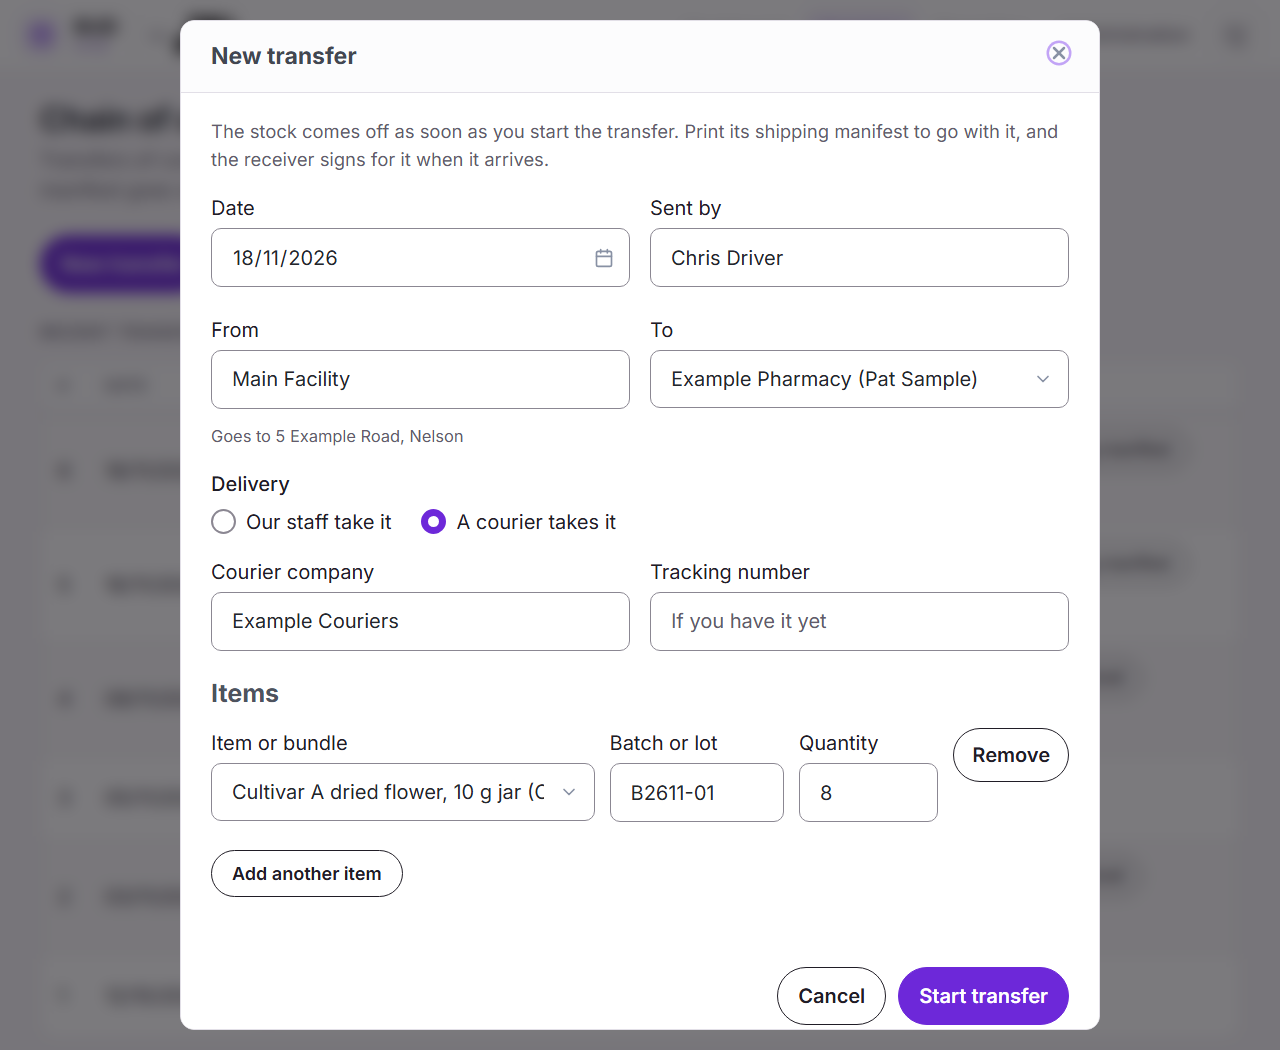 New transfer
The stock comes off as soon as you start the transfer. Print its shipping manifest to go with it, and
the receiver signs for it when it arrives.
Date
Sent by
18/11/2026
Chris Driver
From
To
Main Facility
Example Pharmacy (Pat Sample)
Goes to 5 Example Road, Nelson
Delivery
Our staff take it
A courier takes it
Courier company
Tracking number
Example Couriers
If you have it yet
Items
Item or bundle
Batch or lot
Quantity
Remove
Cultivar A dried flower, 10 g jar (C
B2611-01
8
Add another item
Cancel
Start transfer
Chain of